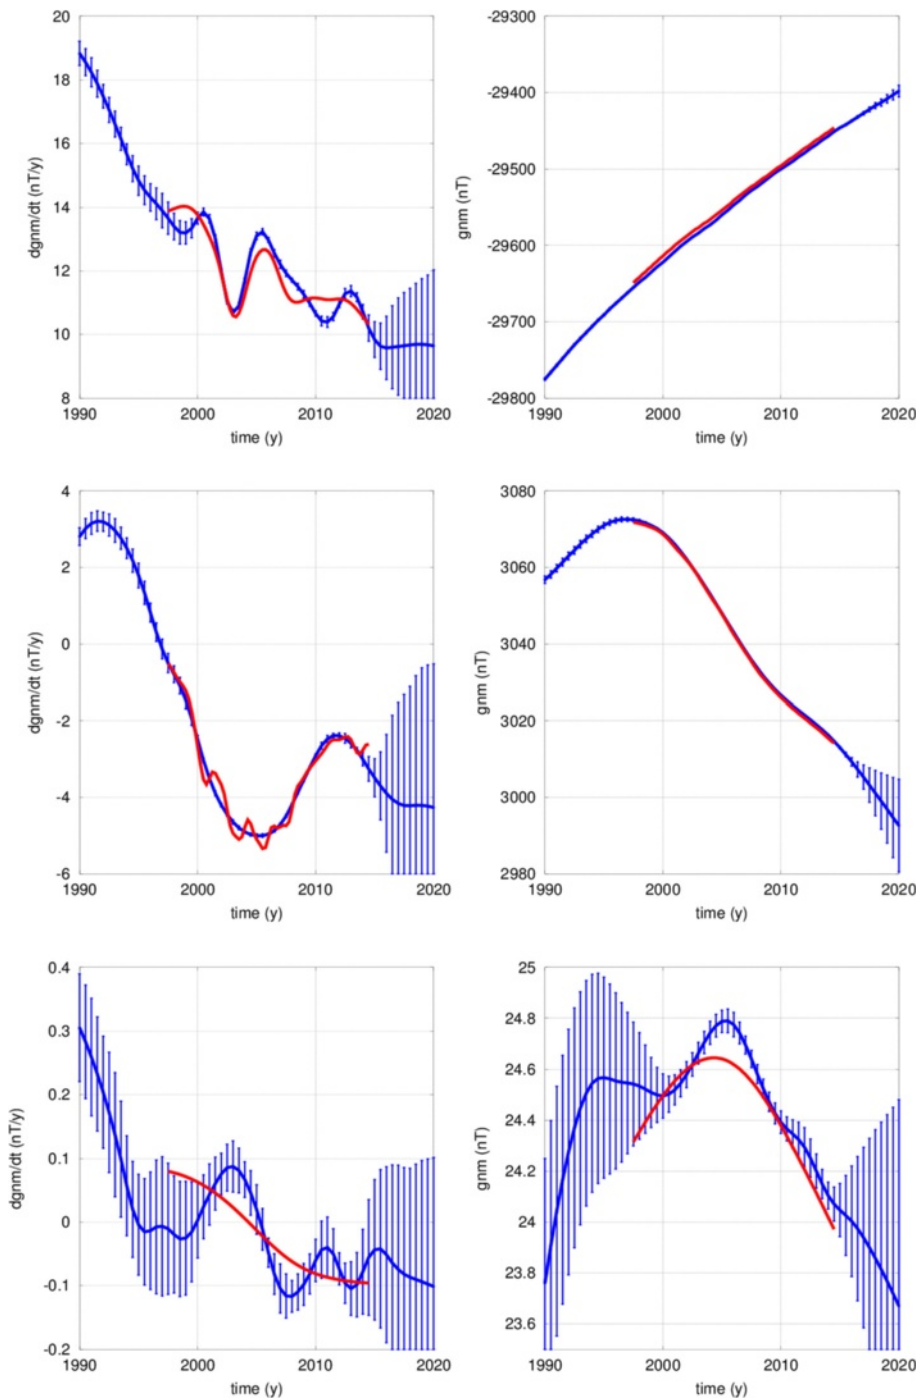 20
18
16
14
12
10
8
dgnm/dt (nT/y)
1990 2000 2010 2020
time (y)
-29300
-29400
-29500
-29600
-29700
-29800
gnm (nT)
1990 2000 2010 2020
time (y)
4
2
0
-2
-4
-6
dgnm/dt (nT/y)
1990 2000 2010 2020
time (y)
3080
3060
3040
3020
3000
2980
gnm (nT)
1990 2000 2010 2020
time (y)
0.4
0.3
0.2
0.1
0
-0.1
-0.2
dgnm/dt (nT/y)
1990 2000 2010 2020
time (y)
25
24.8
24.6
24.4
24.2
24
23.8
23.6
gnm (nT)
1990 2000 2010 2020
time (y)